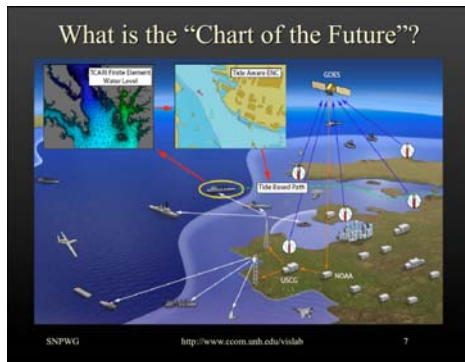 What is the “Chart of the Future”?
TCARI Finite Element
Water Level
Tide Aware ENC
GOES
Tide Based Path
USCG
NOAA
SNPWG
http://www.ccom.unh.edu/vislab
7